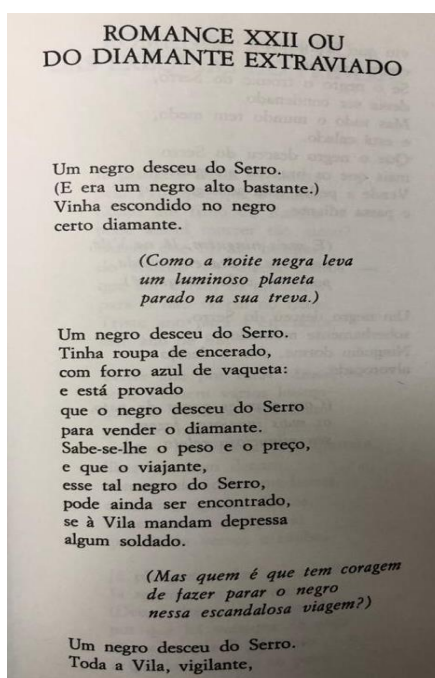 ROMANCE XXII OU
DO DIAMANTE EXTRAVIADO
Um negro desceu do Serro.
(E era um negro alto bastante.)
Vinha escondido no negro
certo diamante.
(Como a noite negra leva
um luminoso planeta
parado na sua treva.)
Um negro desceu do Serro.
Tinha roupa de encerado,
com forro azul de vaqueta:
e está provado
que o negro desceu do Serro
para vender o diamante.
Sabe-se-lhe o peso e o preço,
e que o viajante,
esse tal negro do Serro,
pode ainda ser encontrado,
se à Vila mandam depressa
algum soldado.
(Mas quem é que tem coragem
de fazer parar o negro
nessa escandalosa viagem?)
Um negro desceu do Serro.
Toda a Vila, vigilante,